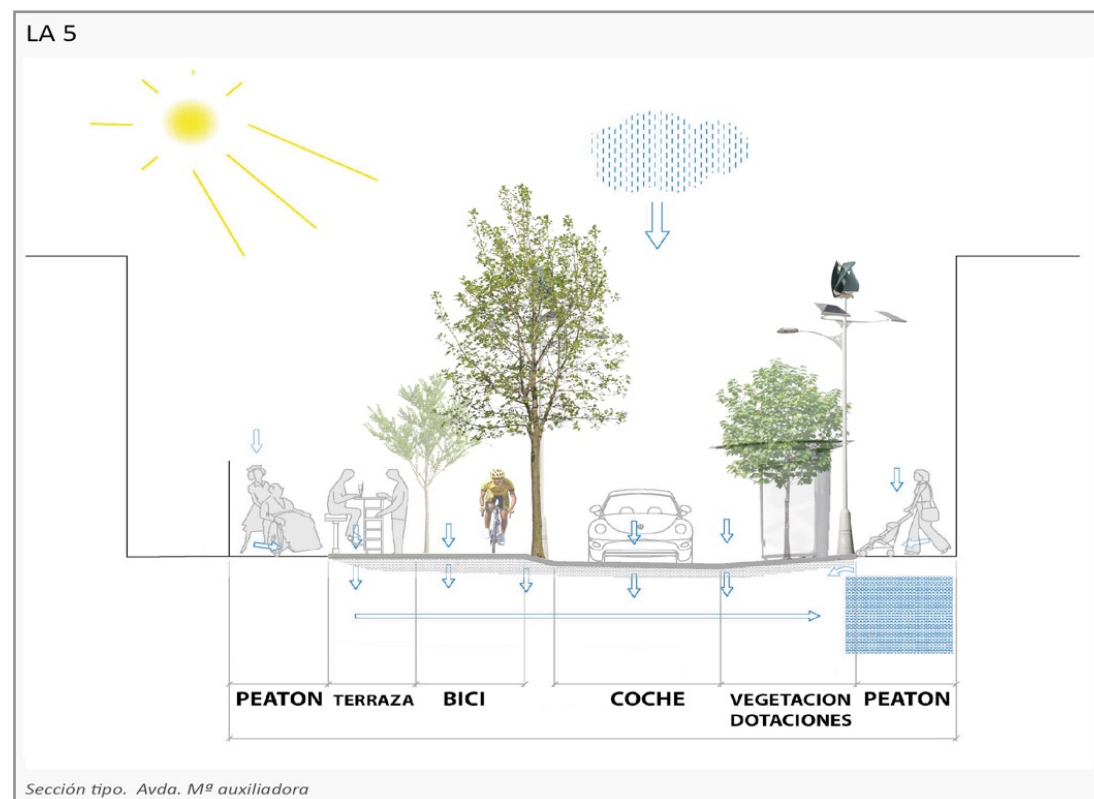 LA 5
PEATON
TERRAZA
BICI
COCHE
VEGETACION
DOTACIONES
PEATON
Sección tipo. Avda. Mª auxiliadora